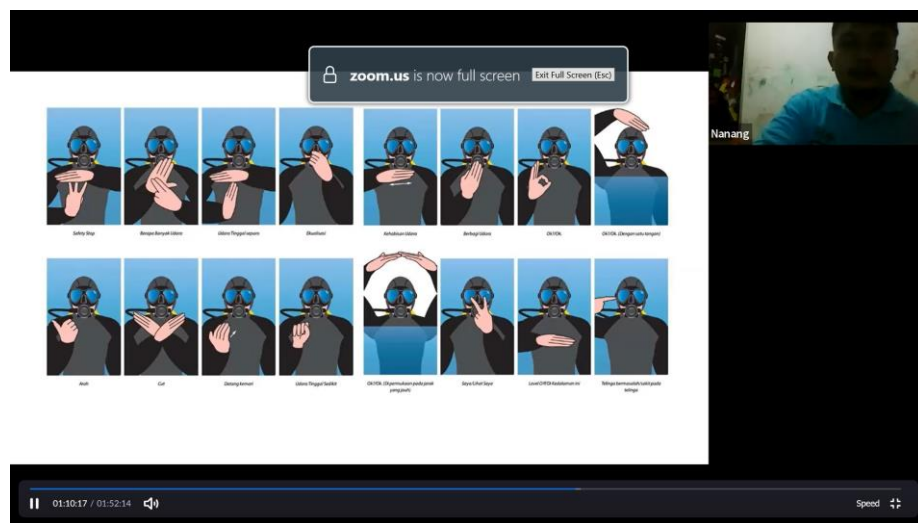 zoom.us is now full screen
Exit Full Screen (Esc)
Nanang
Safety Stop
Berapa Banyak Udara
Udara Tinggal separo
Ekualisasi
Kehabisan Udara
Berbagi Udara
OK!/OK.
OK!/OK. (Dengan satu tangan)
Cut
Datang kemari
Udara Tinggal Sedikit
OK!/OK. (Di permukaan pada jarak
yang jauh)
Saya/Lihat Saya
Level Off/Di Kedalaman ini
Telinga bermasalah/sakit pada
telinga
01:10:17 / 01:52:14
Speed